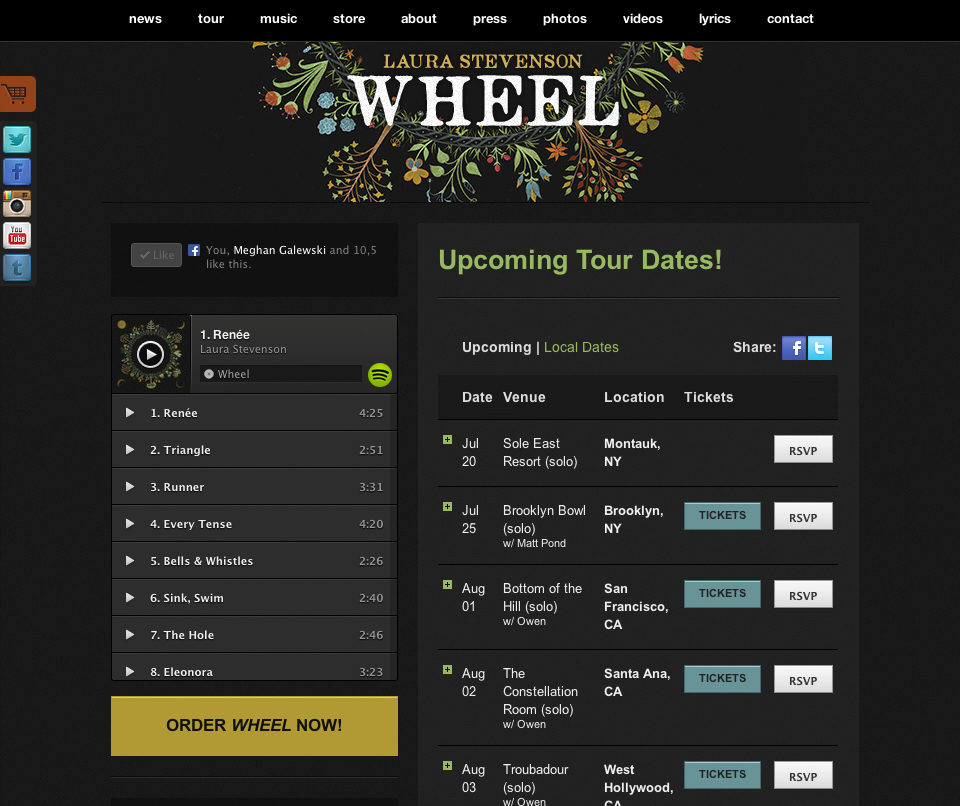 news tour music store about press photos videos lyrics contact
LAURA STEVENSON
WHEEL
You
Tube
Like
You, Meghan Galewski and 10,5
like this.
1. Renée
Laura Stevenson
Wheel
1. Renée 4:25
2. Triangle 2:51
3. Runner 3:31
4. Every Tense 4:20
5. Bells & Whistles 2:26
6. Sink, Swim 2:40
7. The Hole 2:46
8. Eleonora 3:23
ORDER WHEEL NOW!
Upcoming Tour Dates!
Upcoming | Local Dates Share:
Date Venue Location Tickets
Jul Sole East Montauk, RSVP
20 Resort (solo) NY
Jul Brooklyn Bowl Brooklyn, TICKETS RSVP
25 (solo) NY
w/ Matt Pond
Aug Bottom of the San TICKETS RSVP
01 Hill (solo) Francisco,
w/ Owen CA
Aug The Santa Ana, TICKETS RSVP
02 Constellation CA
Room (solo)
w/ Owen
Aug Troubadour West TICKETS RSVP
03 (solo) Hollywood,
w/ Owen CA